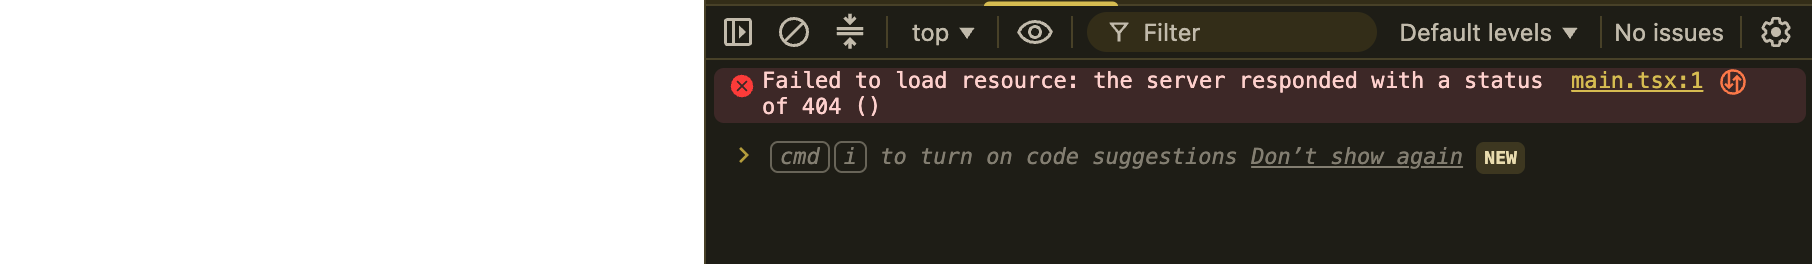 top Filter Default levels No issues
Failed to load resource: the server responded with a status main.tsx:1
of 404 ()
cmd i to turn on code suggestions Don’t show again NEW